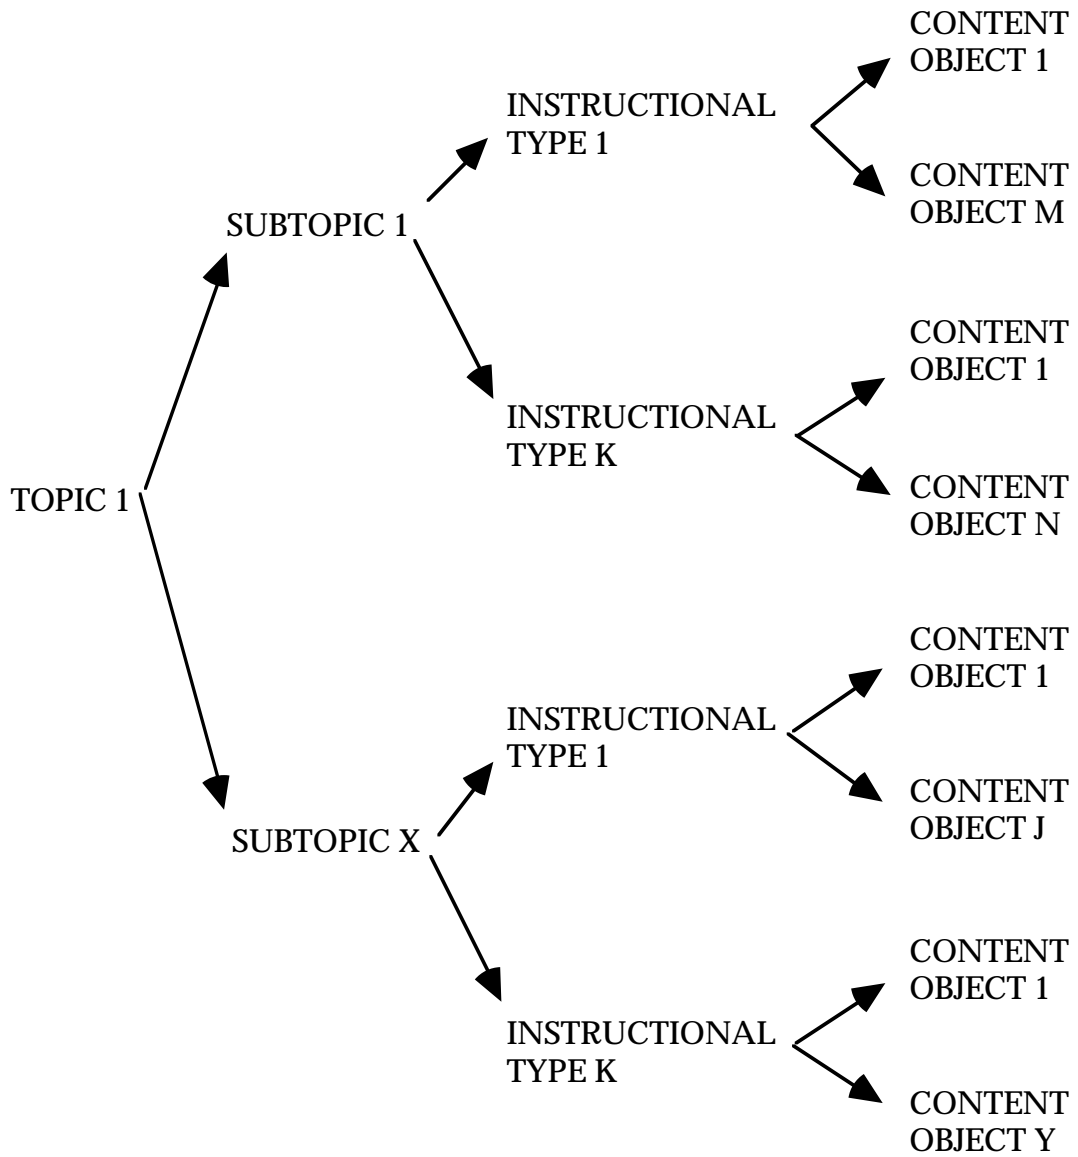 CONTENT
OBJECT 1
INSTRUCTIONAL
TYPE 1
CONTENT
OBJECT M
SUBTOPIC 1
CONTENT
OBJECT 1
INSTRUCTIONAL
TYPE K
CONTENT
OBJECT N
TOPIC 1
CONTENT
OBJECT 1
INSTRUCTIONAL
TYPE 1
CONTENT
OBJECT J
SUBTOPIC X
CONTENT
OBJECT 1
INSTRUCTIONAL
TYPE K
CONTENT
OBJECT Y